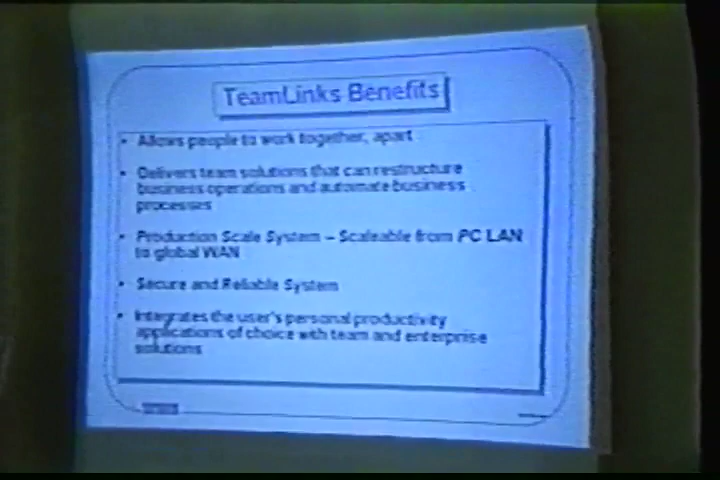 TeamLinks Benefits
• Allows people to work together, apart
• Delivers team solutions that can restructure
business operations and automate business
processes
• Production Scale System – Scaleable from PC LAN
to global WAN
• Secure and Reliable System
• Integrates the user's personal productivity
applications of choice with team and enterprise
solutions